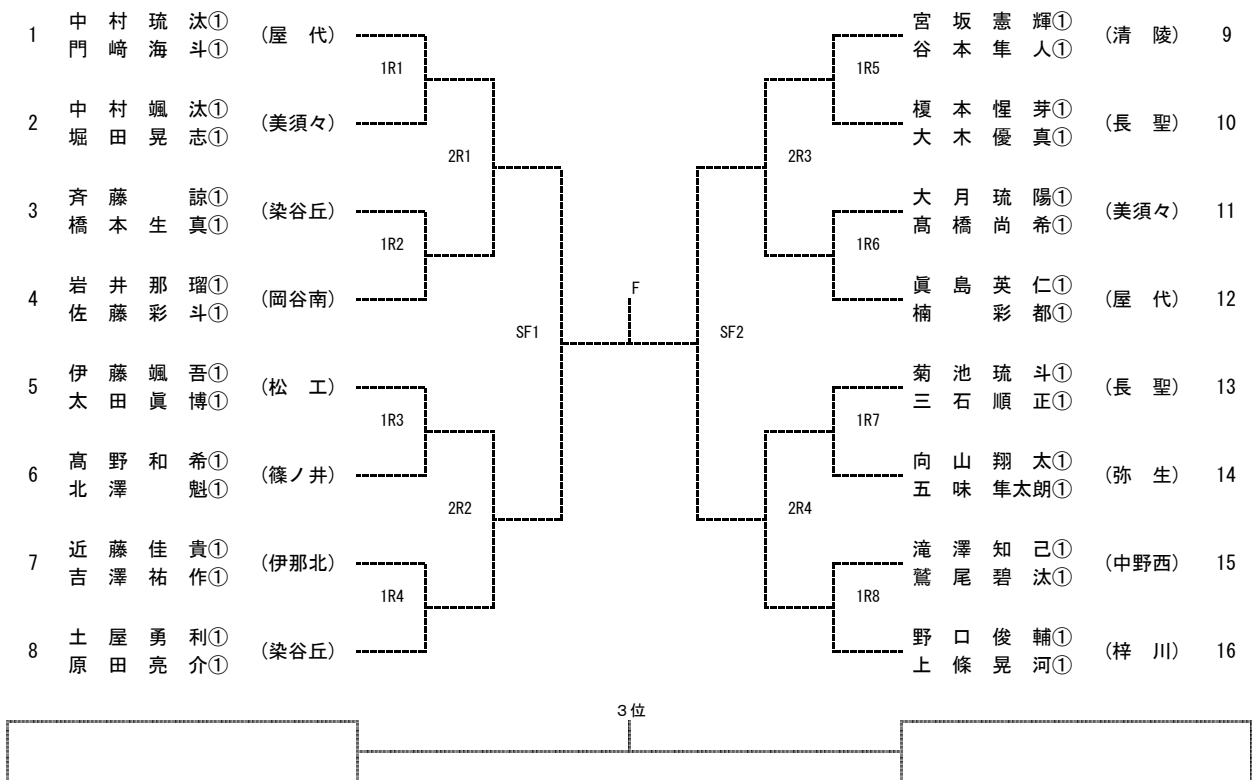 中村琉汰①
1 (屋代)
門﨑海斗①
1R1
中村颯汰①
2 (美須々)
堀田晃志①
2R1
斉藤諒①
3 (染谷丘)
橋本生真①
1R2
岩井那瑠①
4 (岡谷南)
佐藤彩斗①
SF1
伊藤颯吾①
5 (松工)
太田眞博①
1R3
髙野和希①
6 (篠ノ井)
北澤魁①
2R2
近藤佳貴①
7 (伊那北)
吉澤祐作①
1R4
土屋勇利①
8 (染谷丘)
原田亮介①
F
宮坂憲輝①
(清陵) 9
谷本隼人①
1R5
榎本惺芽①
(長聖) 10
大木優真①
2R3
大月琉陽①
(美須々) 11
髙橋尚希①
1R6
眞島英仁①
(屋代) 12
楠彩都①
SF2
菊池琉斗①
(長聖) 13
三石順正①
1R7
向山翔太①
(弥生) 14
五味隼太朗①
2R4
滝澤知己①
(中野西) 15
鷲尾碧汰①
1R8
野口俊輔①
(梓川) 16
上條晃河①
3位